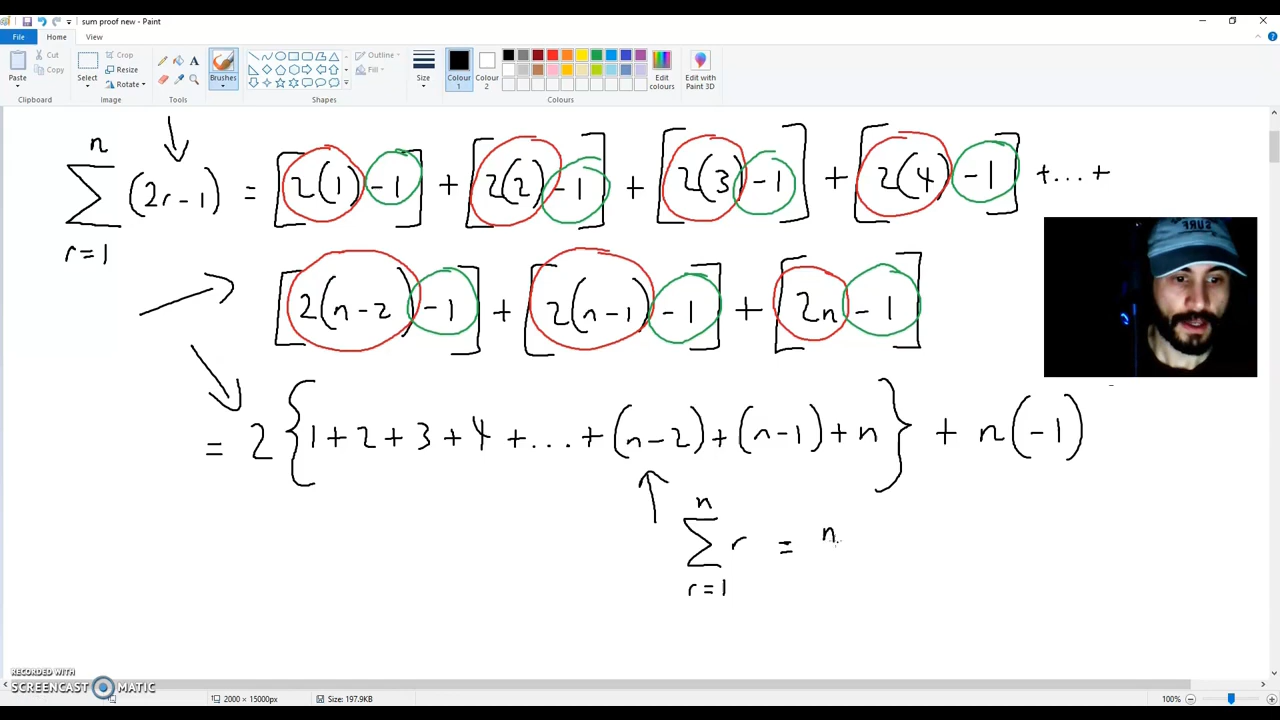 sum proof new - Paint
File Home View
Paste Cut Copy Select Crop Resize Rotate A Brushes Outline Fill Size Colour 1 Colour 2 Edit colours Edit with Paint 3D
Clipboard Image Tools Shapes Colours
n
∑ (2r-1) = [2(1)-1] + [2(2)-1] + [2(3)-1] + [2(4)-1] +...+
r=1
[2(n-2)-1] + [2(n-1)-1] + [2n-1]
= 2{1+2+3+4+...+(n-2)+(n-1)+n} + n(-1)
n
∑ r = n
r=1
SURF
RECORDED WITH
SCREENCAST MATIC
2000 × 15000px Size: 197.9KB 100%